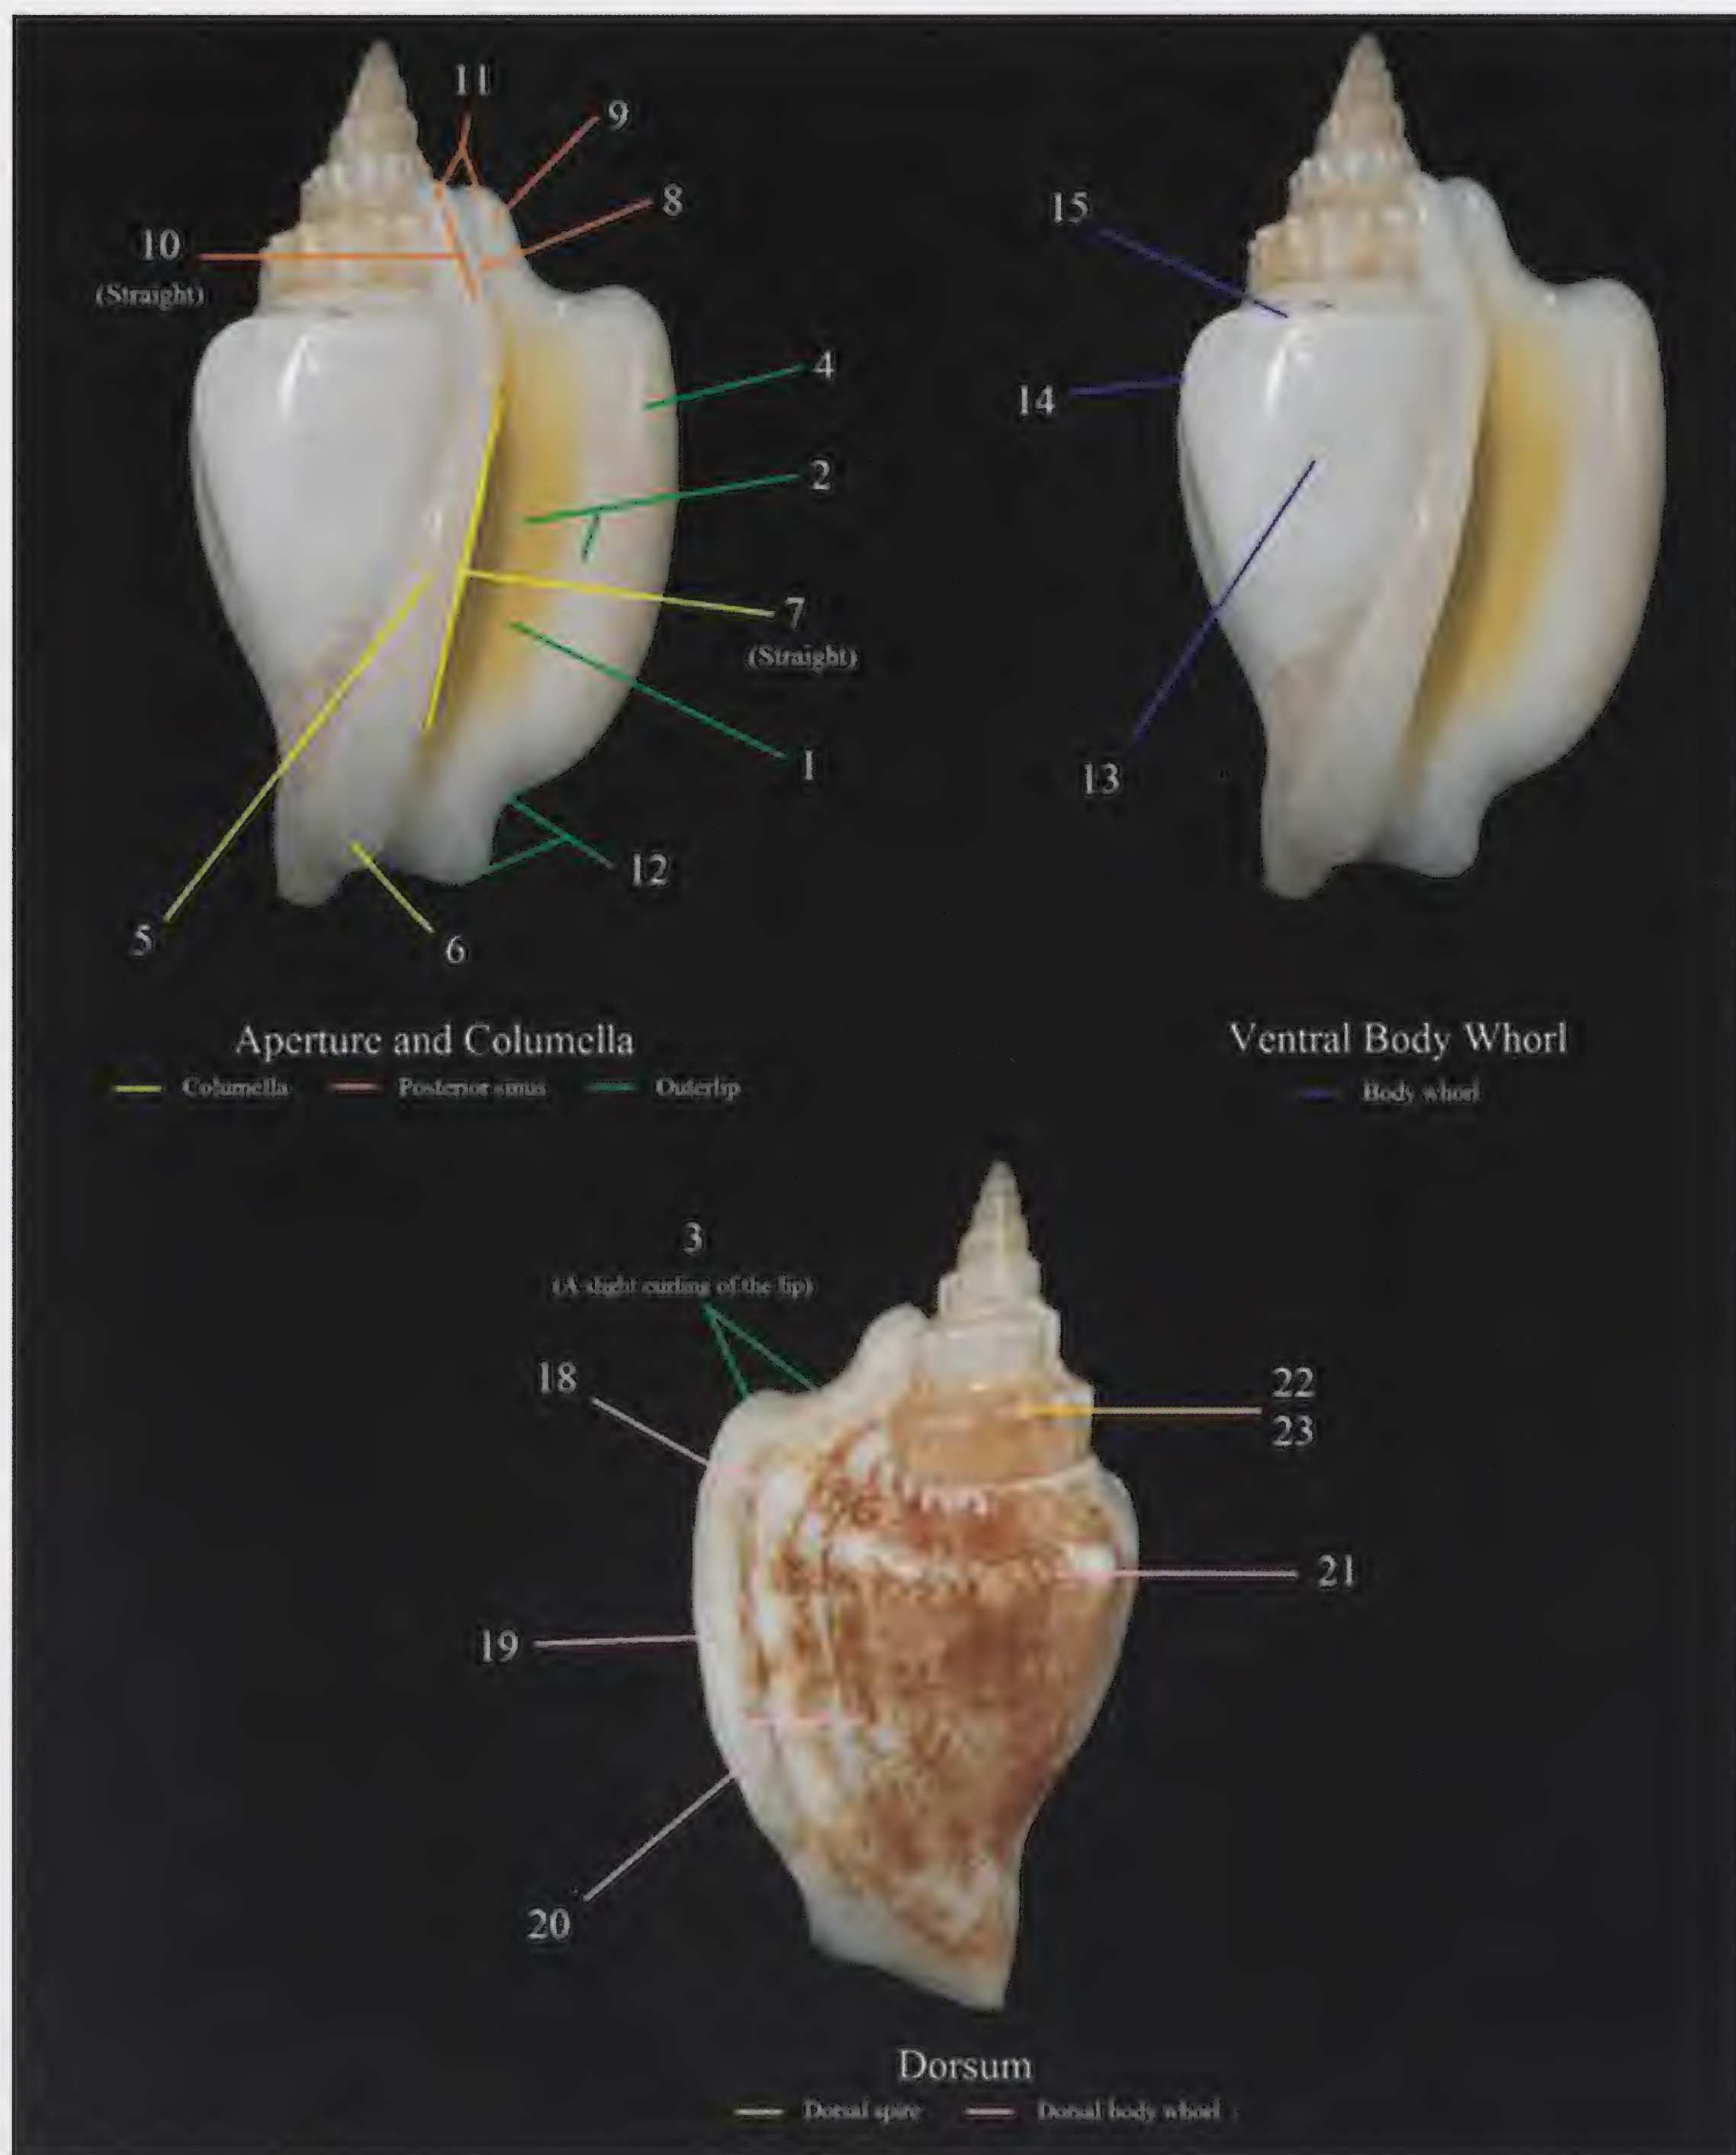 11
9
8
10
(Straight)
4
2
7
(Straight)
1
12
5
6
15
14
13
Aperture and Columella
Columella
Posterior sinus
Outerlip
Ventral Body Whorl
Body whorl
3
(A slight curling of the lip)
18
22
23
21
19
20
Dorsum
Dorsal spire
Dorsal body whorl